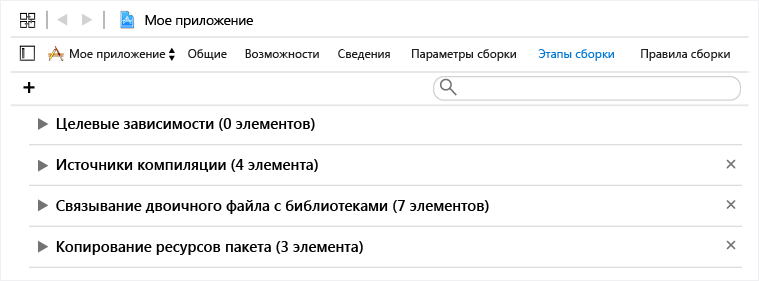 Мое приложение
Мое приложение Общие Возможности Сведения Параметры сборки Этапы сборки Правила сборки
Целевые зависимости (0 элементов)
Источники компиляции (4 элемента)
Связывание двоичного файла с библиотеками (7 элементов)
Копирование ресурсов пакета (3 элемента)